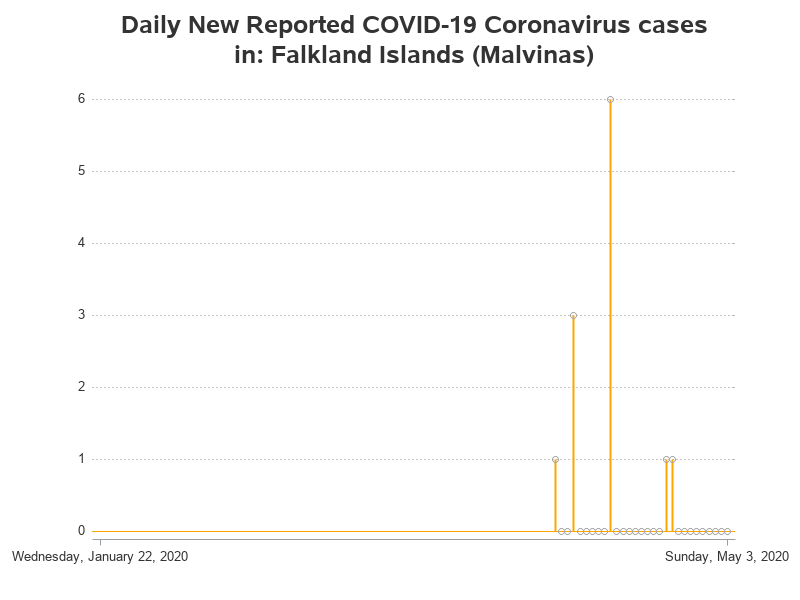 Daily New Reported COVID-19 Coronavirus cases
in: Falkland Islands (Malvinas)
6
5
4
3
2
1
0
Wednesday, January 22, 2020
Sunday, May 3, 2020